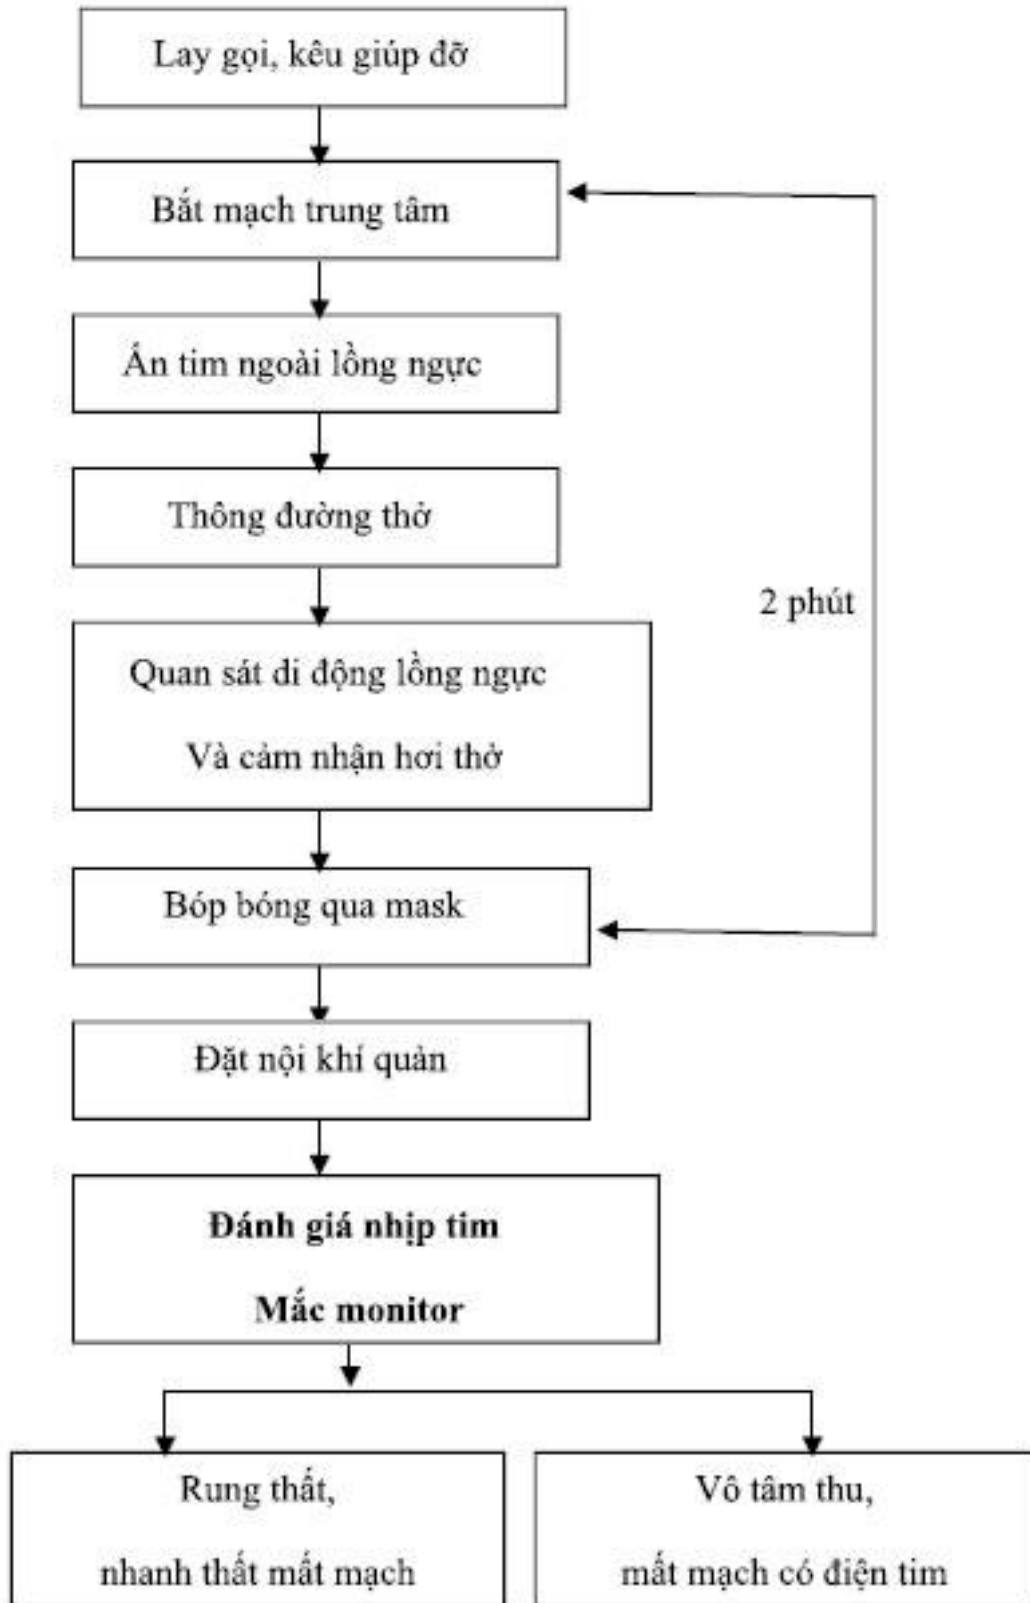 Lay gọi, kêu giúp đỡ
Bắt mạch trung tâm
Ấn tim ngoài lồng ngực
Thông đường thở
2 phút
Quan sát di động lồng ngực
Và cảm nhận hơi thở
Bóp bóng qua mask
Đặt nội khí quản
Đánh giá nhịp tim
Mắc monitor
Rung thất,
nhanh thất mất mạch
Vô tâm thu,
mất mạch có điện tim